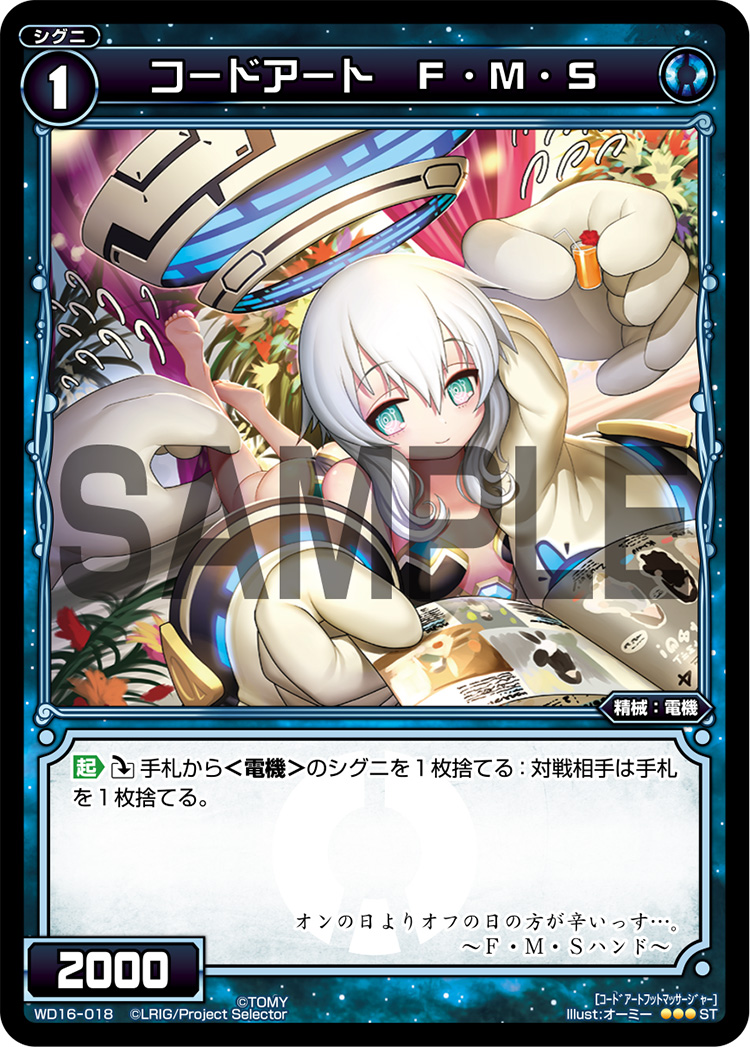 シグニ
1
コードアート　F・M・S
SAMPLE
精械：電機
起 手札から＜電機＞のシグニを１枚捨てる：対戦相手は手札
を１枚捨てる。
オンの日よりオフの日の方が辛いっす…。
～F・M・Sハンド～
2000
WD16-018 ©LRIG/Project Selector
©TOMY
[ｺｰﾄﾞｱｰﾄﾌｯﾄﾏｯｻｰｼﾞｬｰ]
Illust:オーミー ST